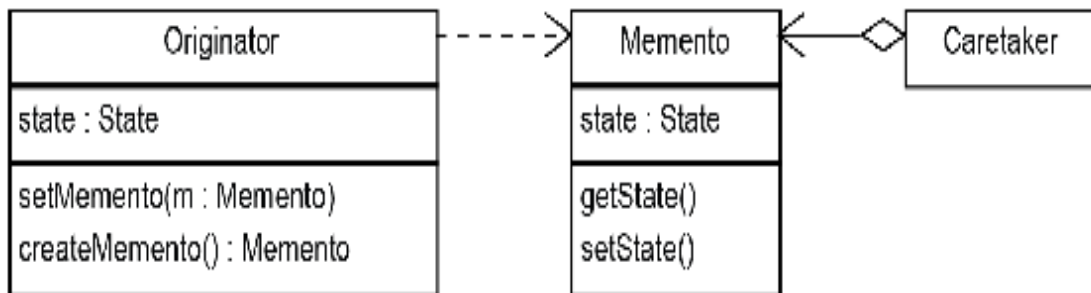 Originator
state : State
setMemento(m : Memento)
createMemento() : Memento
Memento
state : State
getState()
setState()
Caretaker